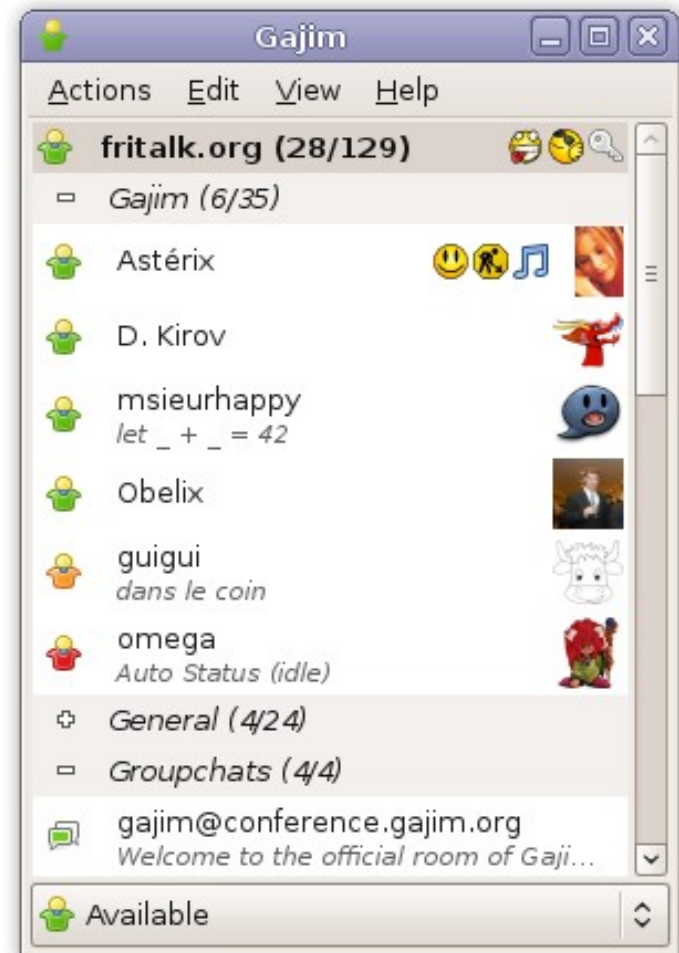 Gajim
Actions Edit View Help
fritalk.org (28/129)
Gajim (6/35)
Astérix
D. Kirov
msieurhappy
let _ + _ = 42
Obelix
guigui
dans le coin
omega
Auto Status (idle)
General (4/24)
Groupchats (4/4)
gajim@conference.gajim.org
Welcome to the official room of Gaji...
Available